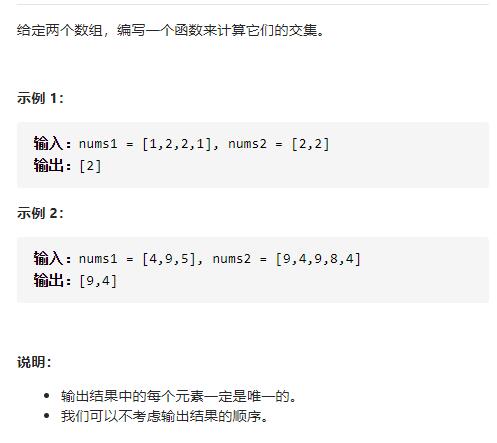 给定两个数组，编写一个函数来计算它们的交集。
示例 1：
输入：nums1 = [1,2,2,1], nums2 = [2,2]
输出：[2]
示例 2：
输入：nums1 = [4,9,5], nums2 = [9,4,9,8,4]
输出：[9,4]
说明：
• 输出结果中的每个元素一定是唯一的。
• 我们可以不考虑输出结果的顺序。